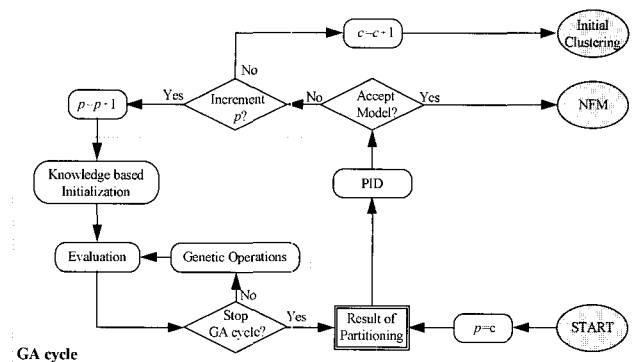 c=c+1
Initial
Clustering
No
p=p+1
Yes
Increment
p?
No
Accept
Model?
Yes
NFM
Knowledge based
Initialization
PID
Evaluation
Genetic Operations
No
Stop
GA cycle?
Yes
Result of
Partitioning
p=c
START
GA cycle